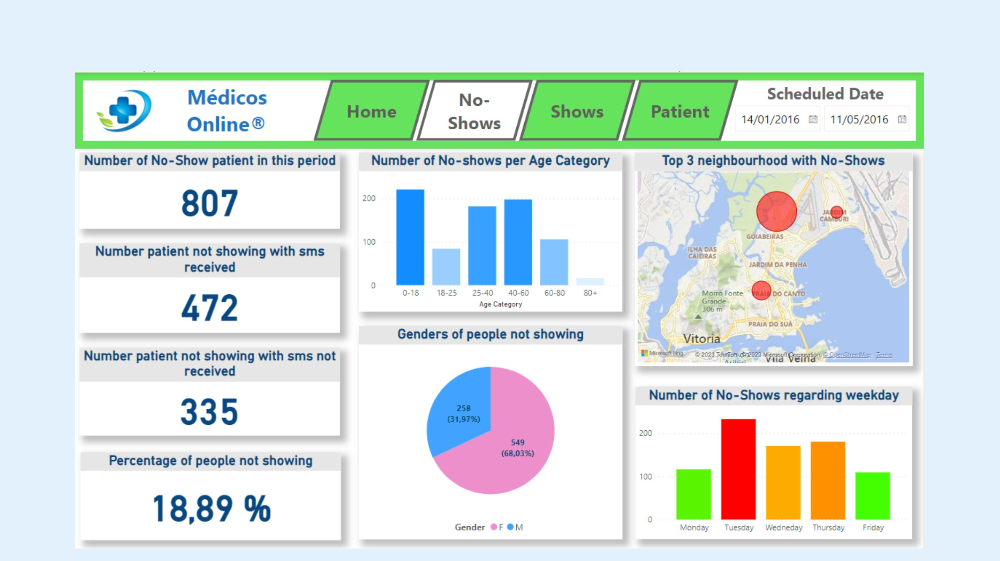 Médicos
Online®
Home
No-
Shows
Shows
Patient
Scheduled Date
14/01/2016
11/05/2016
Number of No-Show patient in this period
807
Number patient not showing with sms
received
472
Number patient not showing with sms not
received
335
Percentage of people not showing
18,89 %
Number of No-shows per Age Category
200
100
0
0-18
18-25
25-40
40-60
60-80
80+
Age Category
Genders of people not showing
258
(31,97%)
549
(68,03%)
Gender F M
Top 3 neighbourhood with No-Shows
JARDIM
CAMBURI
GOIABEIRAS
ILHA DAS
CAIEIRAS
JARDIM DA PENHA
Morro Fonte
Grande
306 m
PRAIA DO CANTO
PRAIA DO SUÁ
Vitoria
Microsoft Bing
© 2023 TomTom, © 2023 Microsoft Corporation, © OpenStreetMap Terms
Vila Velha
Aribiri
Number of No-Shows regarding weekday
200
100
0
Monday
Tuesday
Wedneday
Thursday
Friday